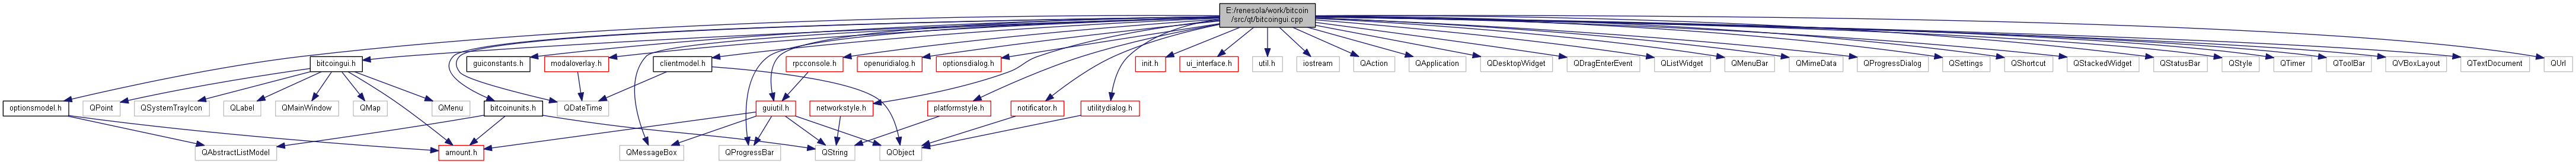 E:/renesola/work/bitcoin
/src/qt/bitcoingui.cpp
bitcoingui.h
guiconstants.h
modaloverlay.h
clientmodel.h
rpcconsole.h
openuridialog.h
optionsdialog.h
init.h
ui_interface.h
util.h
iostream
QAction
QApplication
QDesktopWidget
QDragEnterEvent
QListWidget
QMenuBar
QMimeData
QProgressDialog
QSettings
QShortcut
QStackedWidget
QStatusBar
QStyle
QTimer
QToolBar
QVBoxLayout
QTextDocument
QUrl
optionsmodel.h
QPoint
QSystemTrayIcon
QLabel
QMainWindow
QMap
QMenu
bitcoinunits.h
QDateTime
guiutil.h
networkstyle.h
platformstyle.h
notificator.h
utilitydialog.h
QAbstractListModel
amount.h
QMessageBox
QProgressBar
QString
QObject